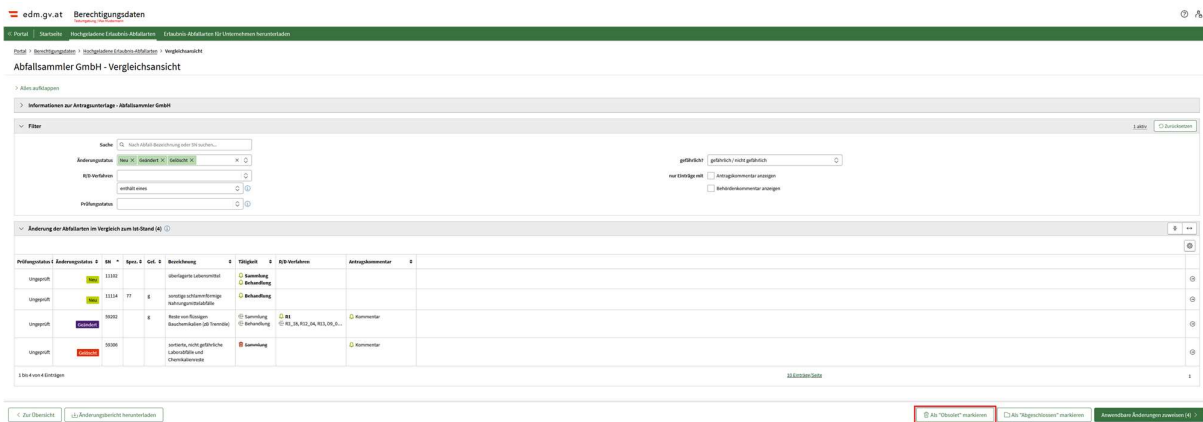 edm.gv.at Berechtigungsdaten
Portal Startseite Hochgeladene Erlaubnis-Abfallarten Erlaubnis-Abfallarten für Unternehmen herunterladen
Portal > Berechtigungsdaten > Hochgeladene Erlaubnis-Abfallarten > Vergleichsansicht
Abfallsammler GmbH - Vergleichsansicht
> Alles aufklappen
Informationen zur Antragsunterlage - Abfallsammler GmbH
Filter 1 aktiv Zurücksetzen
Suche Nach Abfall-Bezeichnung oder SN suchen...
Änderungsstatus Neu × Geändert × Gelöscht × gefährlich? gefährlich / nicht gefährlich
R/D-Verfahren nur Einträge mit Antragskommentar anzeigen
enthält eines Behördenkommentar anzeigen
Prüfungsstatus
Änderung der Abfallarten im Vergleich zum Ist-Stand (4)
Prüfungsstatus Änderungsstatus SN Spez. Gef. Bezeichnung Tätigkeit R/D-Verfahren Antragskommentar
Ungeprüft Neu 11102 überlagerte Lebensmittel Sammlung
Behandlung
Ungeprüft Neu 11114 77 g sonstige schlammförmige Behandlung
Nahrungsmittelabfälle
Ungeprüft Geändert 59202 g Reste von flüssigen Sammlung R1 Kommentar
Bauchemikalien (zB Trennöle) Behandlung
Ungeprüft Gelöscht sortierte, nicht gefährliche Sammlung Kommentar
Laborabfälle und
Chemikalienreste
1 bis 4 von 4 Einträgen 10 Einträge/Seite 1
Zur Übersicht Änderungsbericht herunterladen Als "Obsolet" markieren Als "Abgeschlossen" markieren Anwendbare Änderungen zuweisen (4)